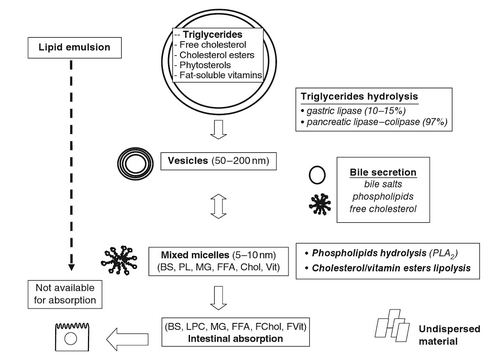 Lipid emulsion
-- Triglycerides
- Free cholesterol
- Cholesterol esters
- Phytosterols
- Fat-soluble vitamins
Triglycerides hydrolysis
• gastric lipase (10–15%)
• pancreatic lipase–colipase (97%)
Vesicles (50–200 nm)
Bile secretion
bile salts
phospholipids
free cholesterol
Mixed micelles (5–10 nm)
(BS, PL, MG, FFA, Chol, Vit)
• Phospholipids hydrolysis (PLA2)
• Cholesterol/vitamin esters lipolysis
Not available
for absorption
(BS, LPC, MG, FFA, FChol, FVit)
Intestinal absorption
Undispersed
material